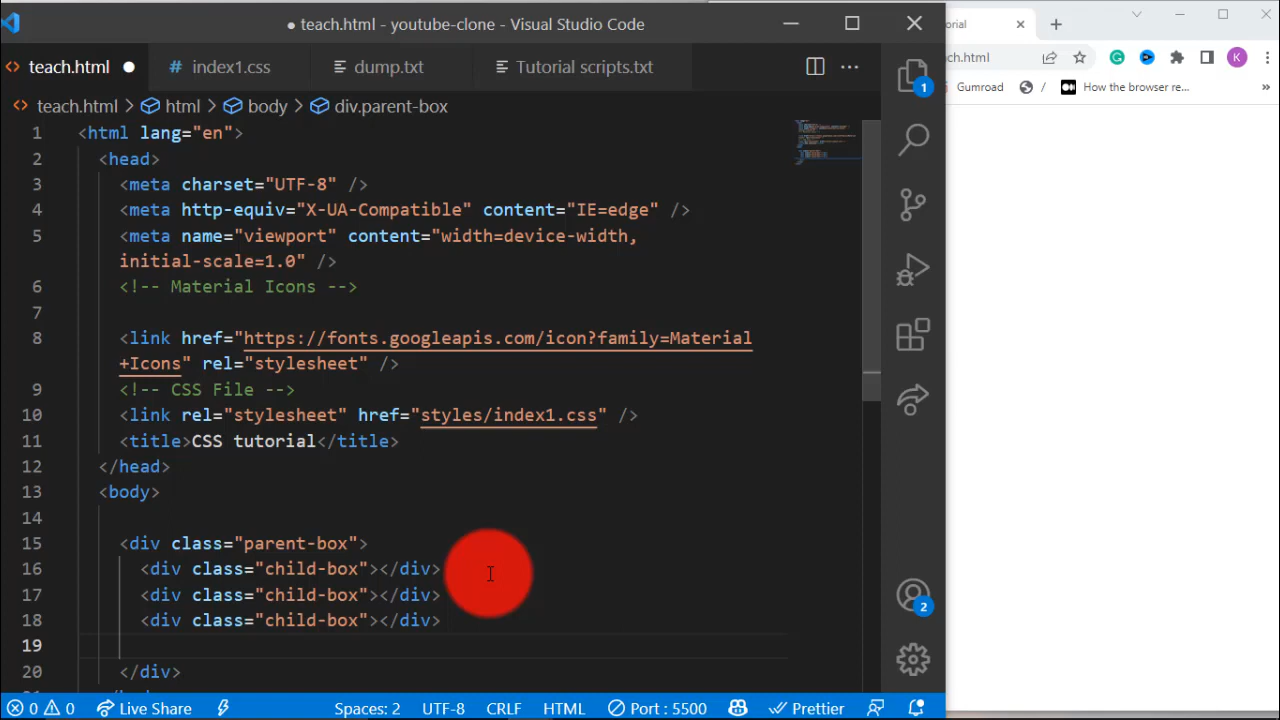 ● teach.html - youtube-clone - Visual Studio Code
teach.html ● # index1.css dump.txt Tutorial scripts.txt ...
teach.html > html > body > div.parent-box
1 <html lang="en">
2 <head>
3 <meta charset="UTF-8" />
4 <meta http-equiv="X-UA-Compatible" content="IE=edge" />
5 <meta name="viewport" content="width=device-width,
initial-scale=1.0" />
6 <!-- Material Icons -->
7
8 <link href="https://fonts.googleapis.com/icon?family=Material
+Icons" rel="stylesheet" />
9 <!-- CSS File -->
10 <link rel="stylesheet" href="styles/index1.css" />
11 <title>CSS tutorial</title>
12 </head>
13 <body>
14
15 <div class="parent-box">
16 <div class="child-box"></div>
17 <div class="child-box"></div>
18 <div class="child-box"></div>
19
20 </div>
1
2
0 0 Live Share Spaces: 2 UTF-8 CRLF HTML Port : 5500 Prettier
orial
ch.html K
Gumroad / How the browser re... »